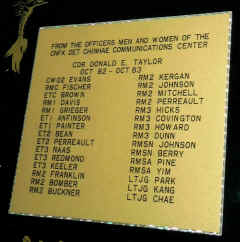 FROM THE OFFICERS MEN AND WOMEN OF THE
CNFK DET CHINHAE COMMUNICATIONS CENTER
CDR DONALD E. TAYLOR
OCT 82 - OCT 83
CWO2 EVANS
RMC FISCHER
ETC BROWN
RM1 DAVIS
RM1 GRIEGER
ET1 ANFINSON
ET1 PAINTER
ET2 BEAN
ET2 PERREAULT
ET3 NAAS
ET3 REDMOND
ET3 KEELER
RM2 FRANKLIN
RM2 BOMBER
RM2 BUCKNER
RM2 KERGAN
RM2 JOHNSON
RM2 MITCHELL
RM2 PERREAULT
RM3 HICKS
RM3 COVINGTON
RM3 HOWARD
RM3 DUNN
RMSN JOHNSON
RMSN BERRY
RMSA PINE
RMSA YIM
LTJG PARK
LTJG KANG
LTJG CHAE